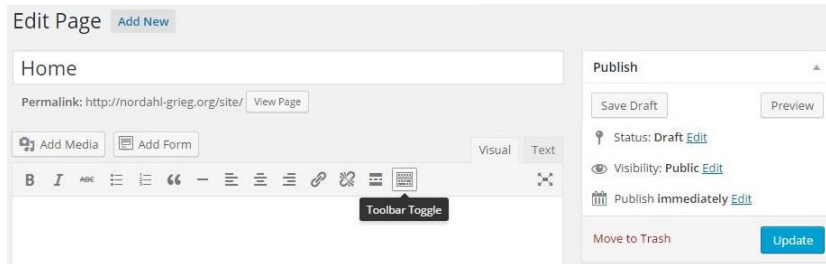 Edit Page Add New
Home
Permalink: http://nordahl-grieg.org/site/ View Page
Add Media Add Form
Visual Text
B I ABC
Toolbar Toggle
Publish
Save Draft Preview
Status: Draft Edit
Visibility: Public Edit
Publish immediately Edit
Move to Trash Update